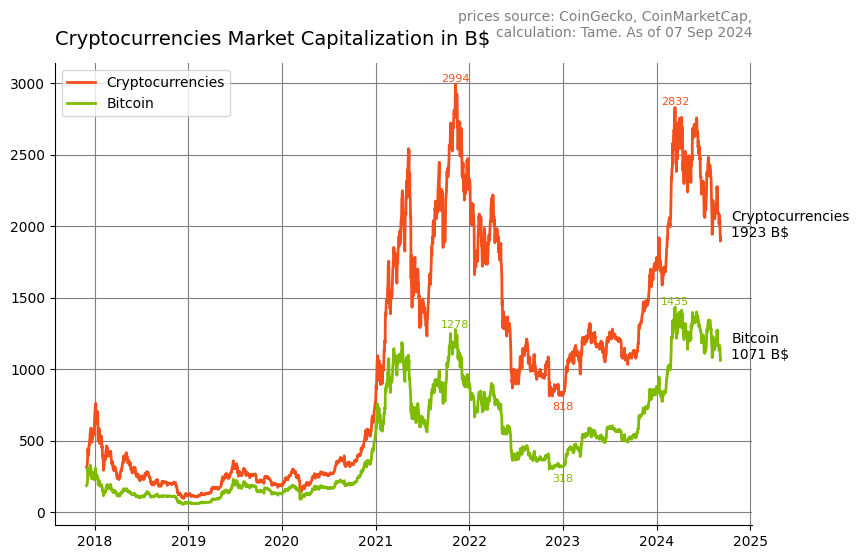 prices source: CoinGecko, CoinMarketCap,
calculation: Tame. As of 07 Sep 2024
Cryptocurrencies Market Capitalization in B$
Cryptocurrencies
Bitcoin
3000
2500
2000
1500
1000
500
0
2994
2832
1278
1435
818
318
Cryptocurrencies
1923 B$
Bitcoin
1071 B$
2018 2019 2020 2021 2022 2023 2024 2025